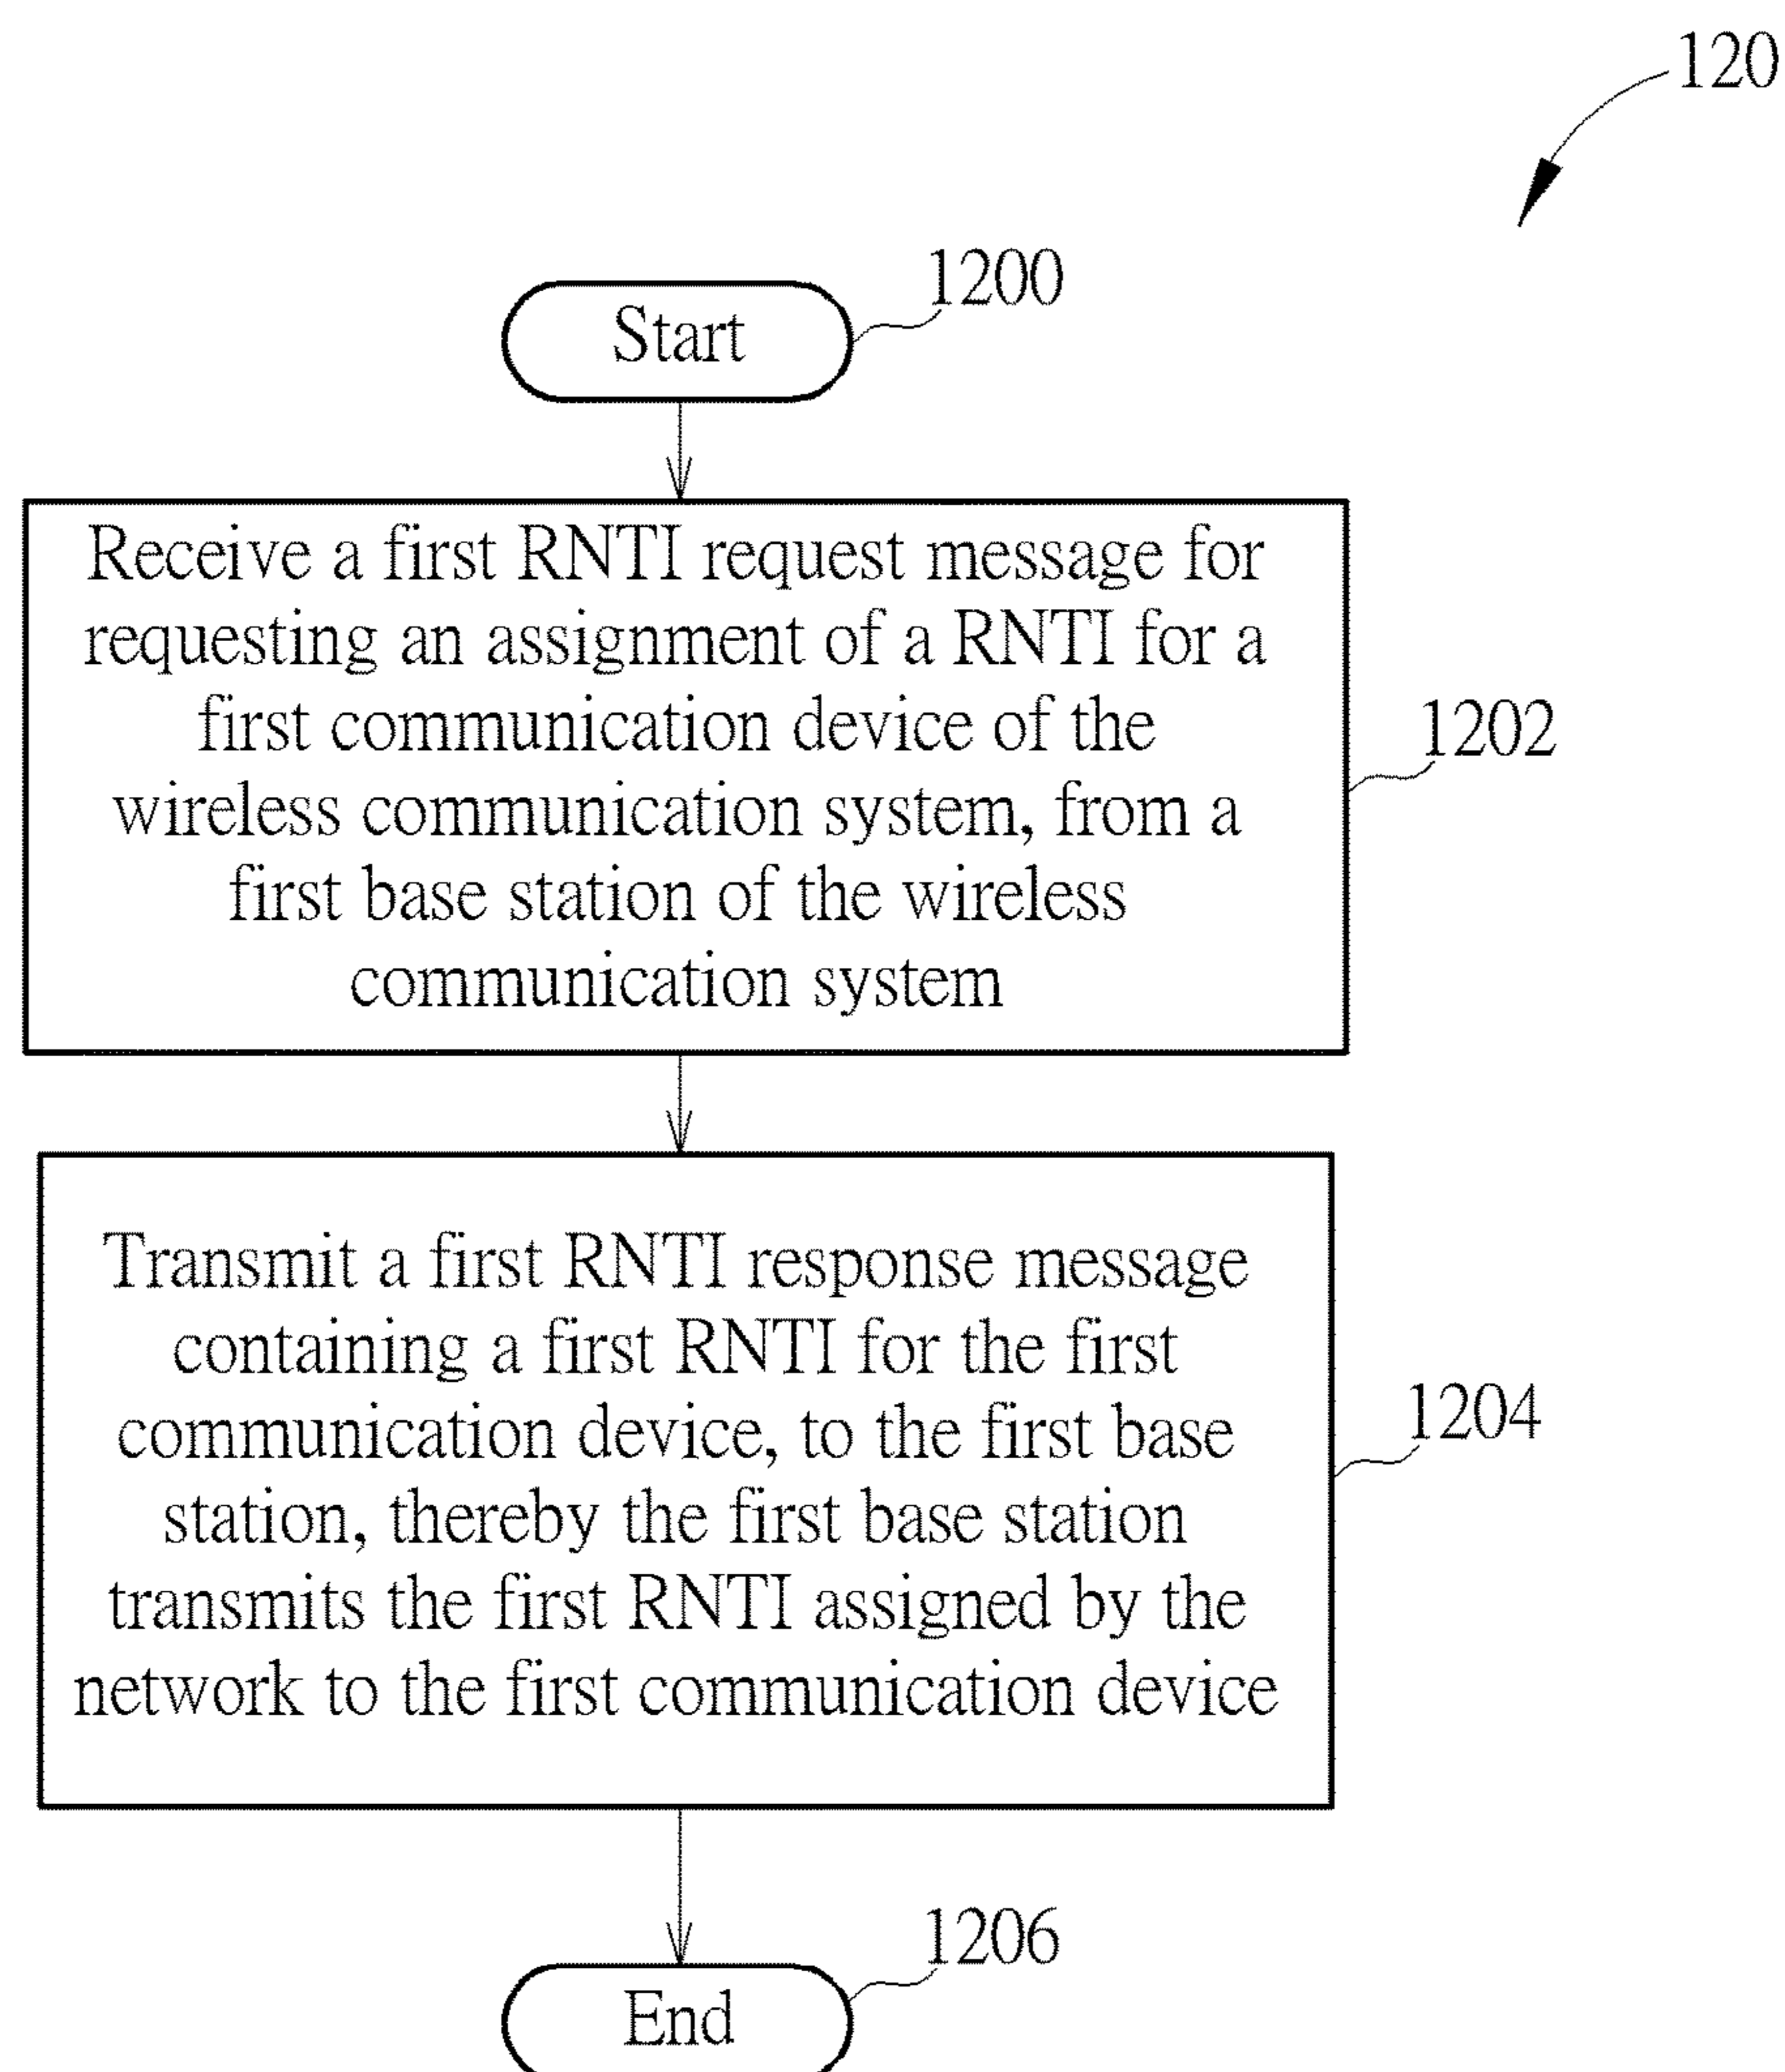 120
1200
Start
Receive a first RNTI request message for
requesting an assignment of a RNTI for a
first communication device of the
wireless communication system, from a
first base station of the wireless
communication system
1202
Transmit a first RNTI response message
containing a first RNTI for the first
communication device, to the first base
station, thereby the first base station
transmits the first RNTI assigned by the
network to the first communication device
1204
1206
End